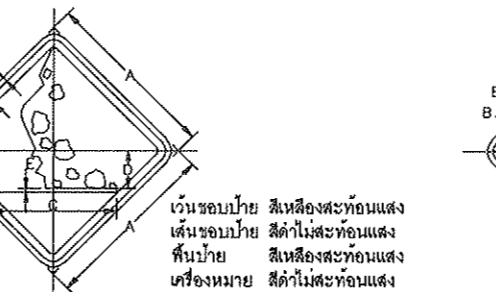 A
E
B.
E
D
C
A
เว้นขอบป้าย สีเหลืองสะท้อนแสง
เส้นขอบป้าย สีดำไม่สะท้อนแสง
พื้นป้าย สีเหลืองสะท้อนแสง
เครื่องหมาย สีดำไม่สะท้อนแสง